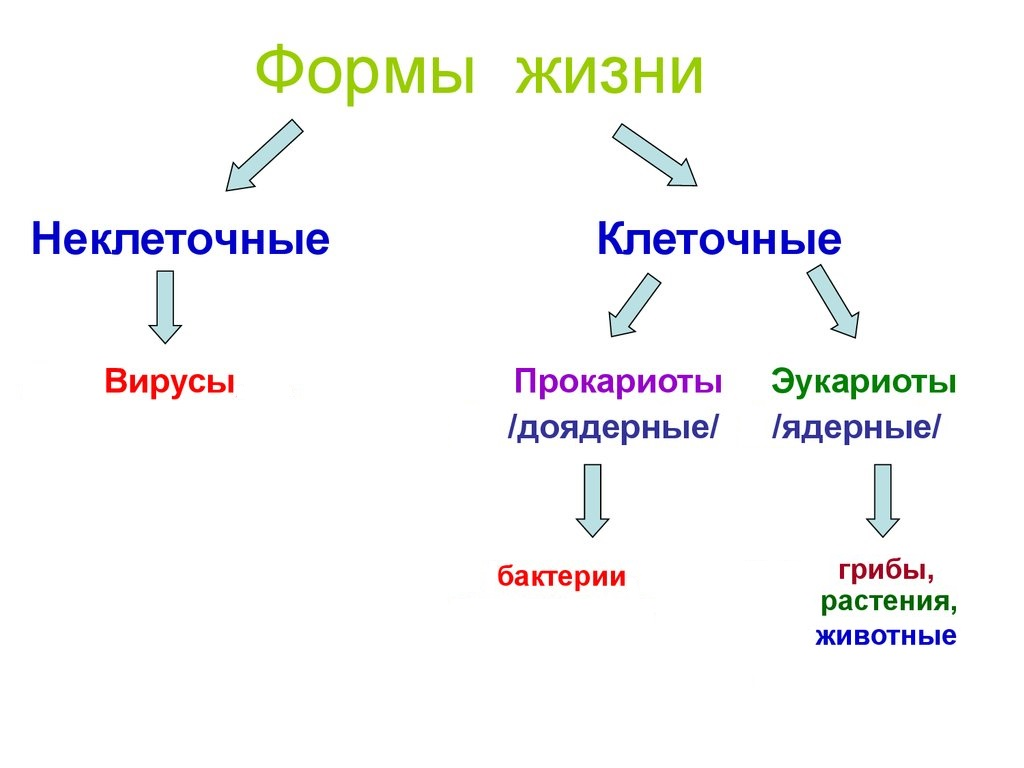 Формы жизни
Неклеточные Клеточные
Вирусы Прокариоты Эукариоты
/доядерные/ /ядерные/
бактерии грибы,
растения,
животные